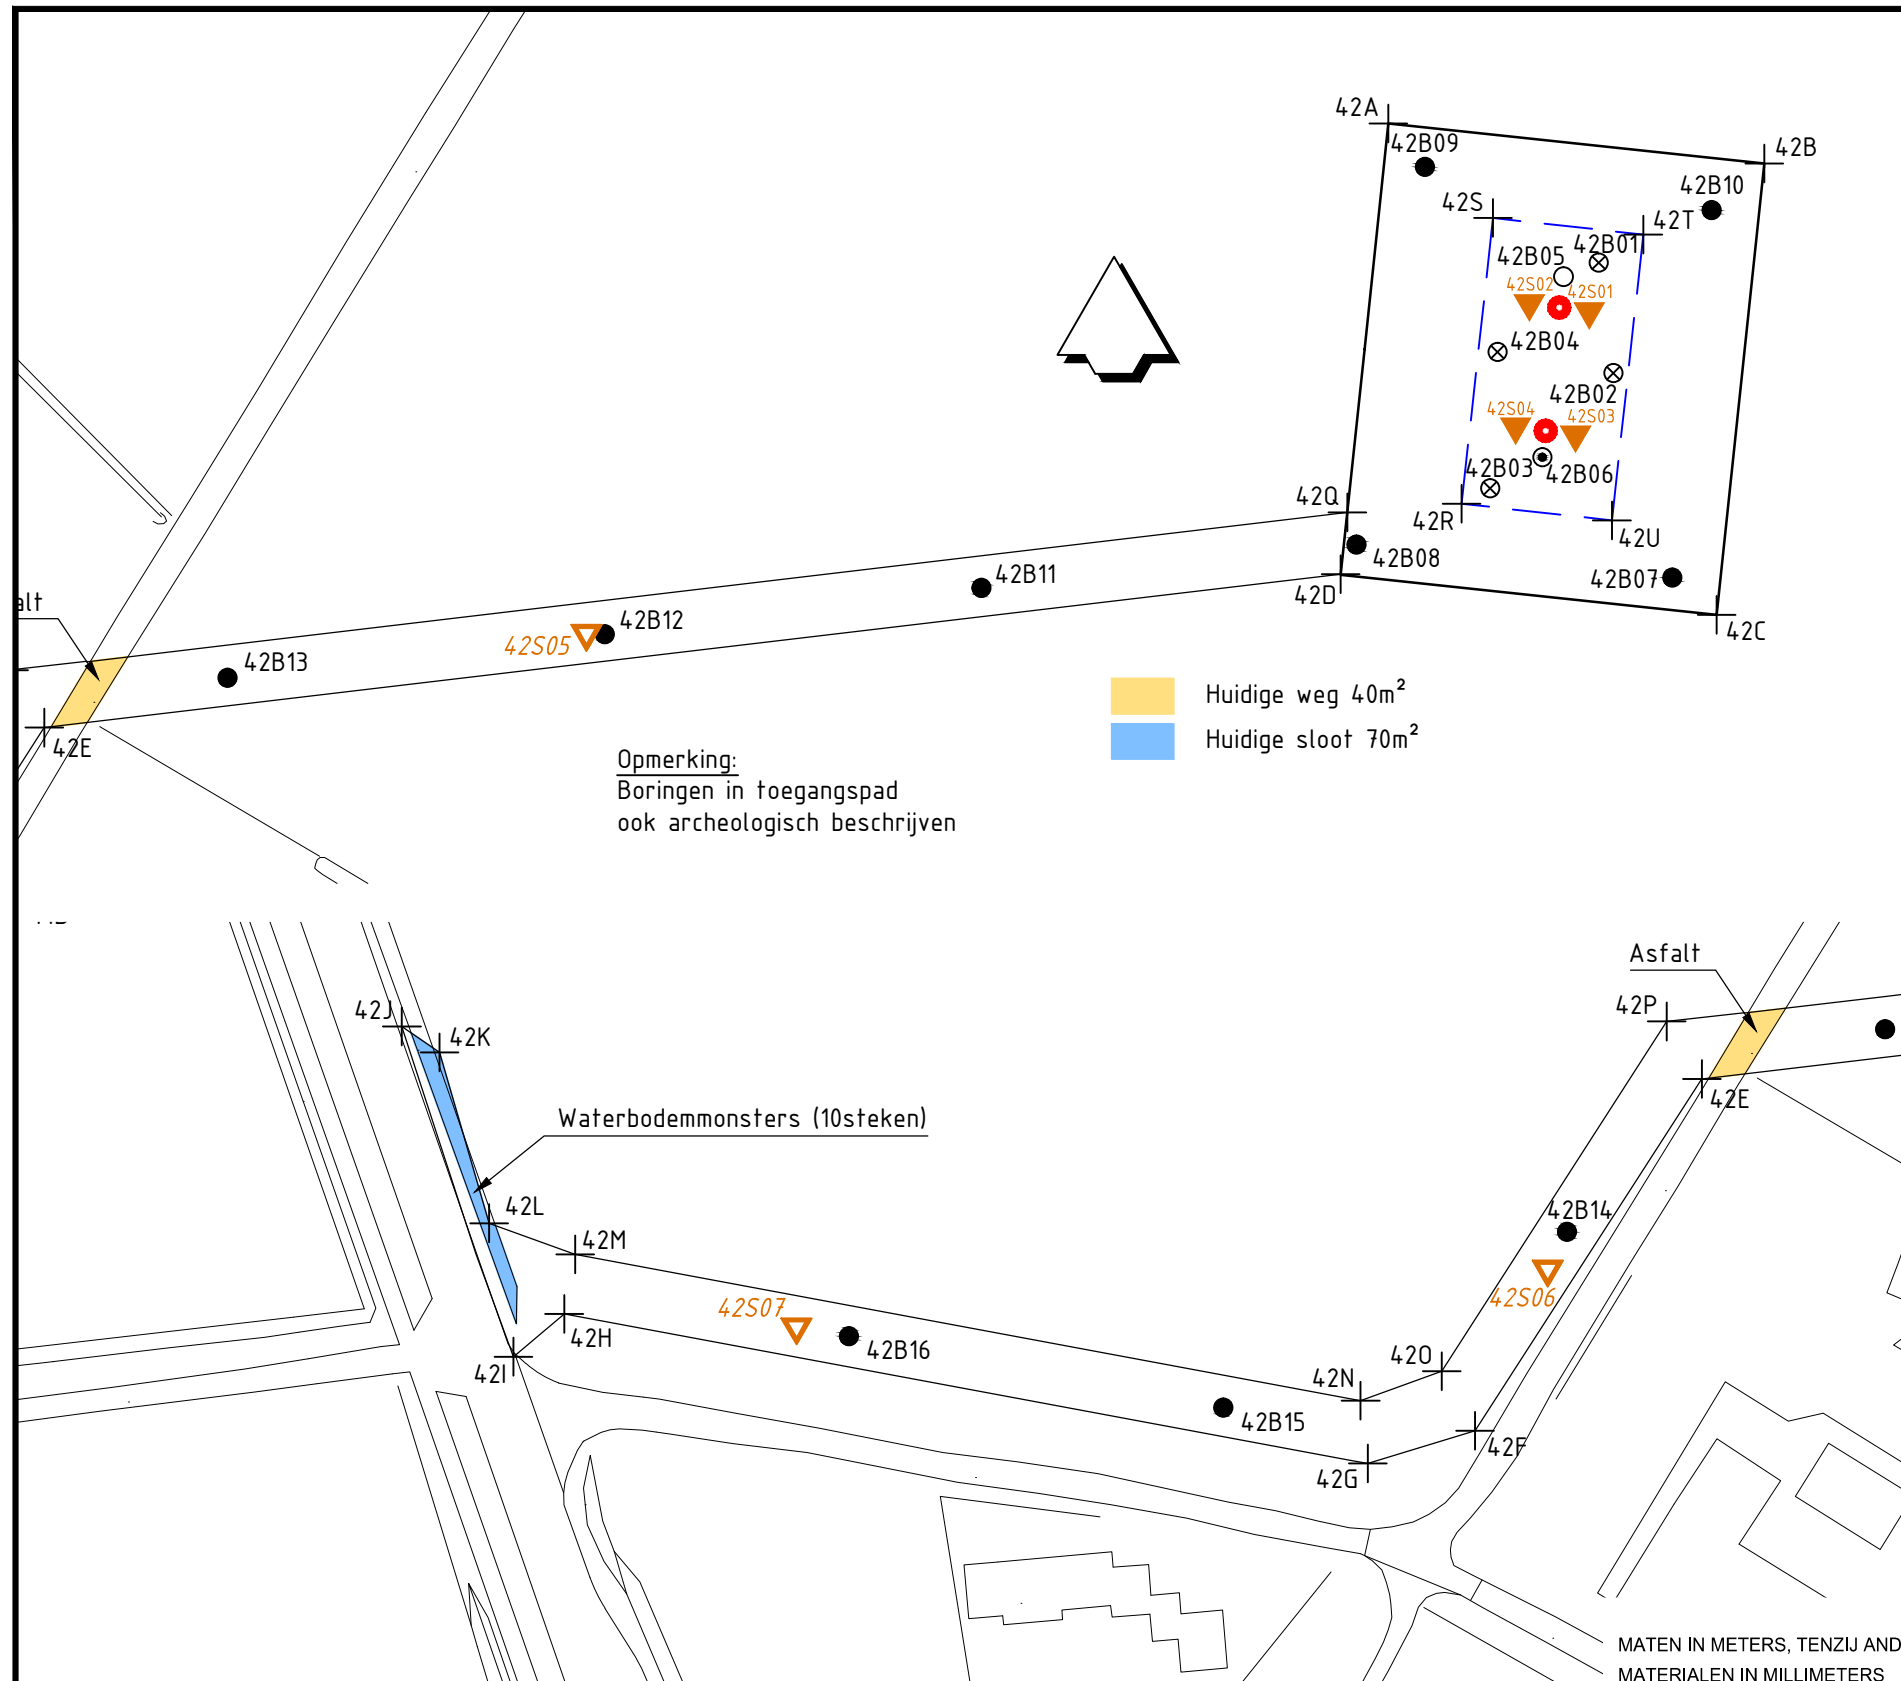 42A
42B09
42B
42B10
42S
42T
42B01
42B05
42S02
42S01
42B04
42B02
42S04
42S03
42B03
42B06
42Q
42R
42U
42B08
42B07
42D
42C
42B11
alt
42B12
42S05
42B13
42E
Huidige weg 40m²
Huidige sloot 70m²
Opmerking:
Boringen in toegangspad
ook archeologisch beschrijven
Asfalt
42J
42P
42K
42E
Waterbodemmonsters (10steken)
42L
42B14
42M
42S07
42S06
42H
42B16
42I
42O
42N
42B15
42F
42G
MATEN IN METERS, TENZIJ AND
MATERIALEN IN MILLIMETERS